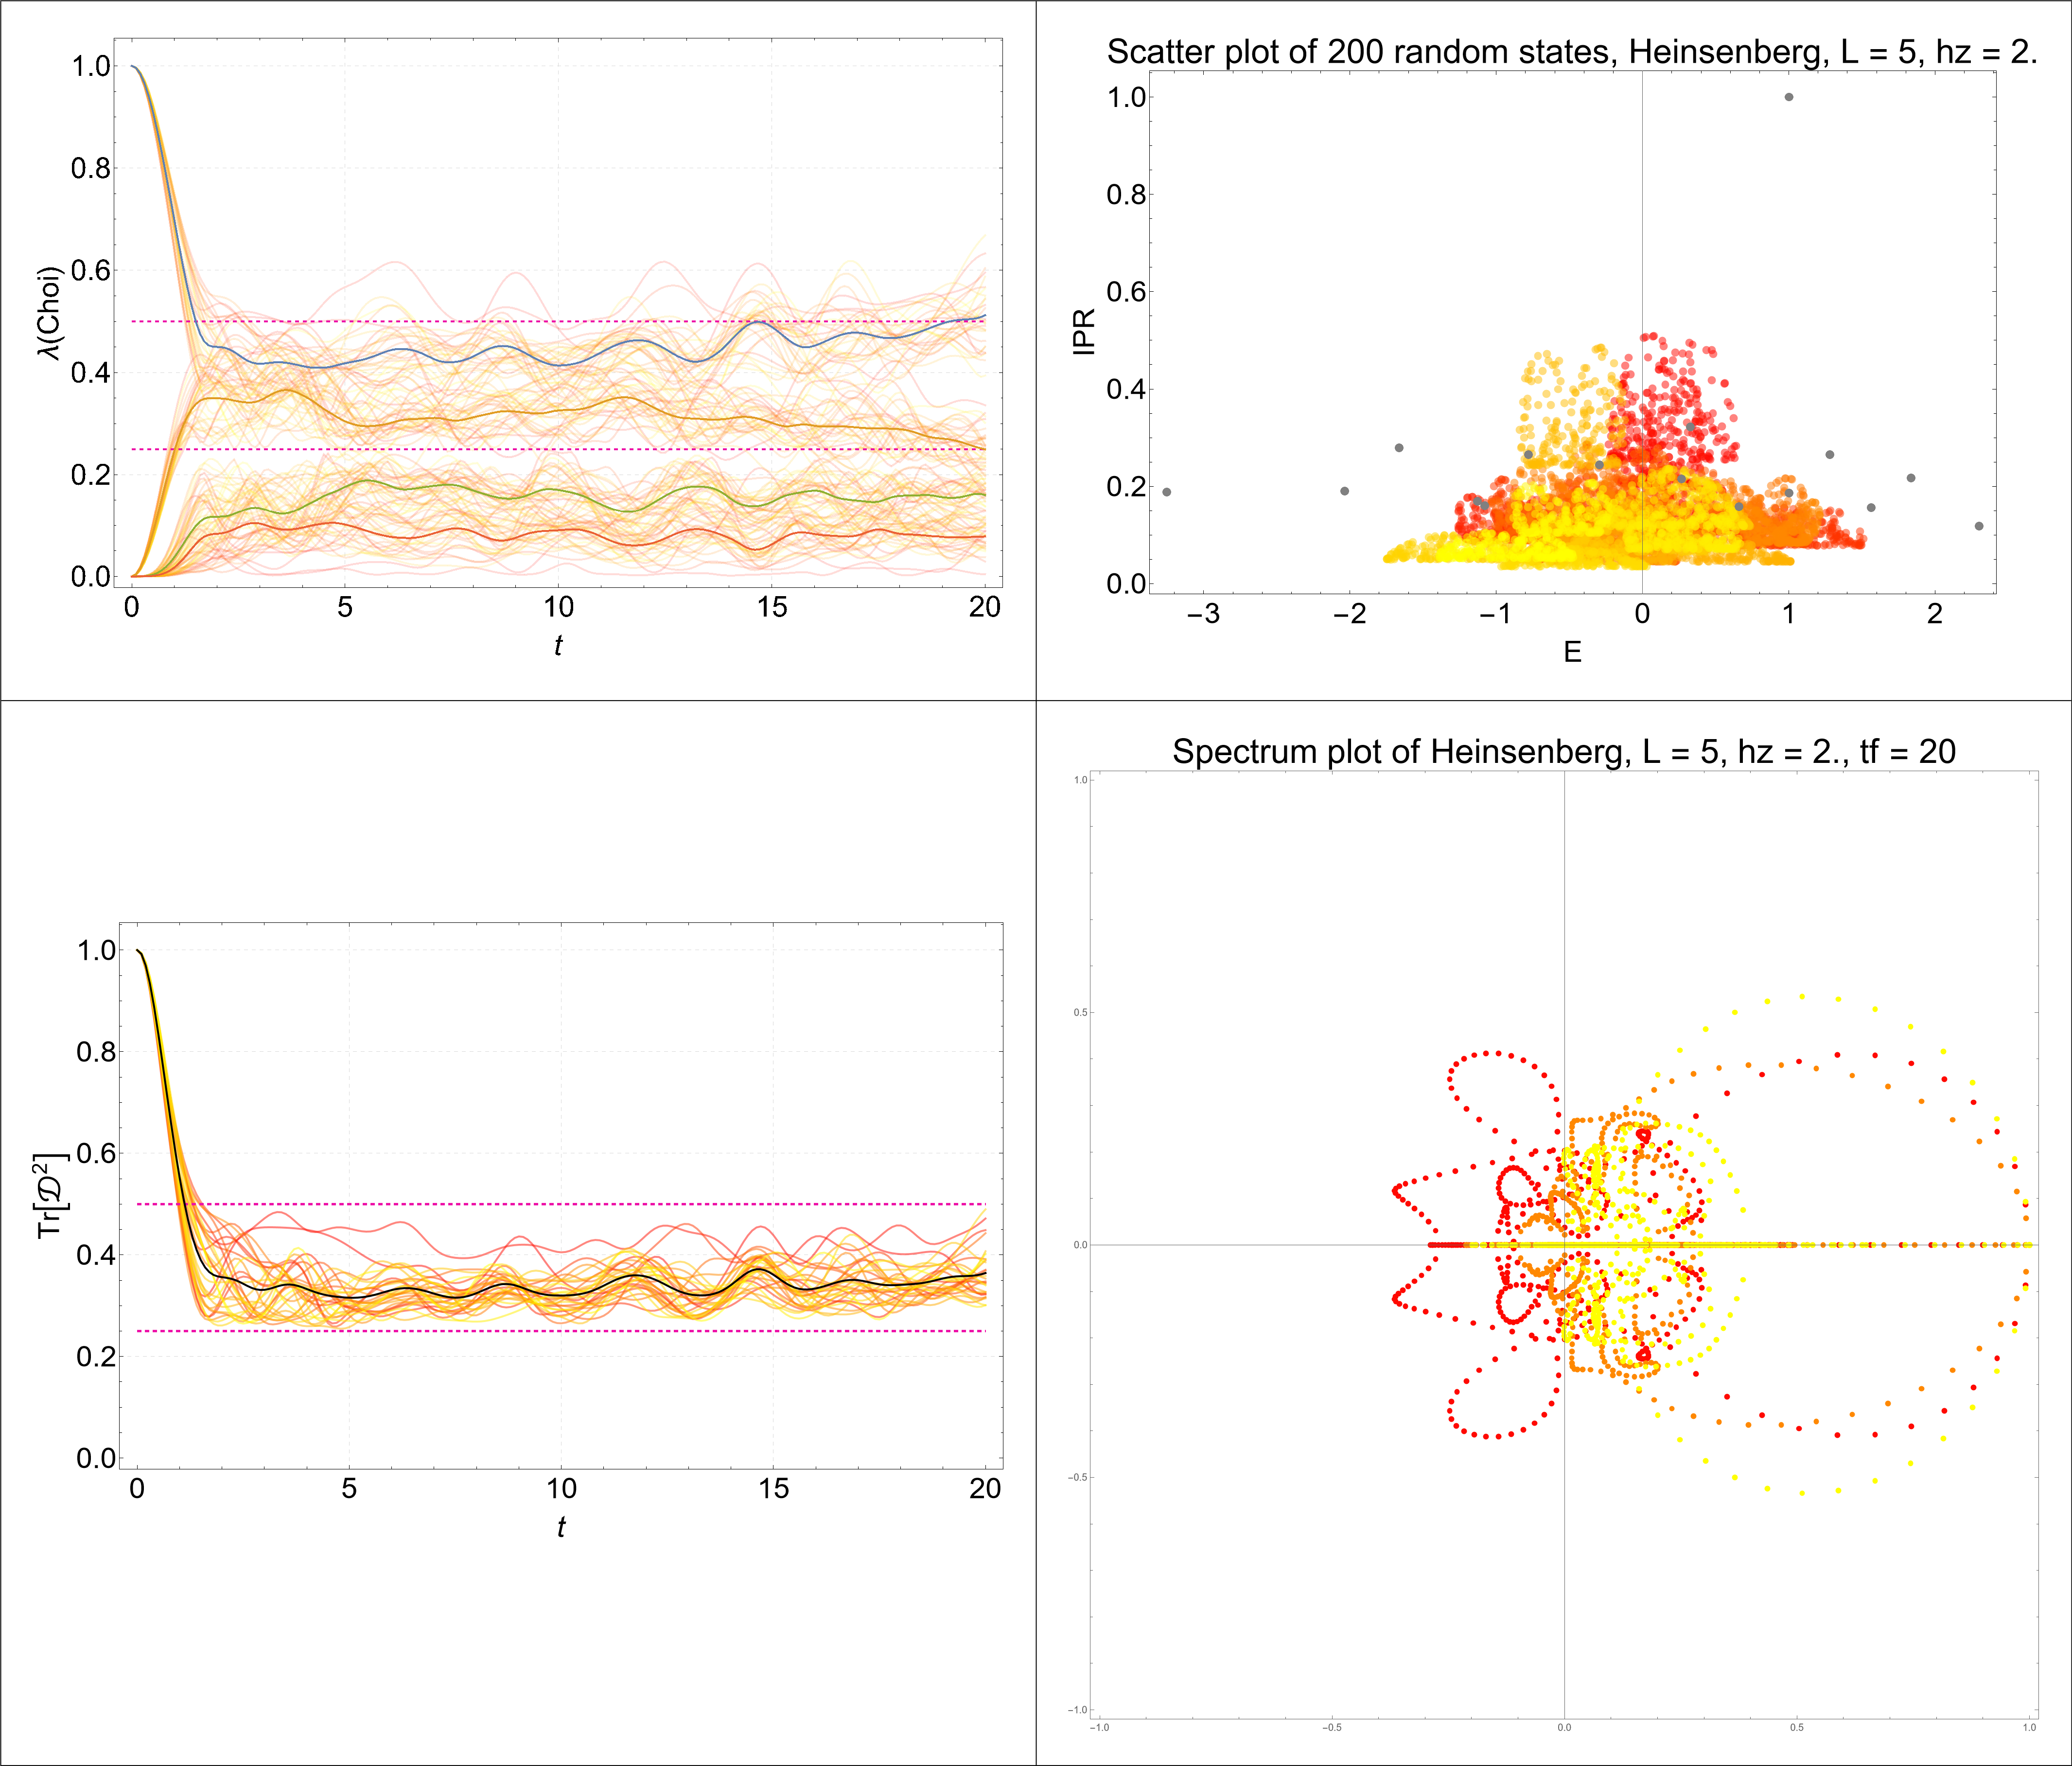 1.0
0.8
0.6
0.4
0.2
0.0
λ(Choi)
0 5 10 15 20
t
Scatter plot of 200 random states, Heinsenberg, L = 5, hz = 2.
1.0
0.8
0.6
0.4
0.2
0.0
IPR
−3 −2 −1 0 1 2
E
1.0
0.8
0.6
0.4
0.2
0.0
Tr[𝒟²]
0 5 10 15 20
t
Spectrum plot of Heinsenberg, L = 5, hz = 2., tf = 20
1.0
0.5
0.0
−0.5
−1.0
−1.0 −0.5 0.0 0.5 1.0